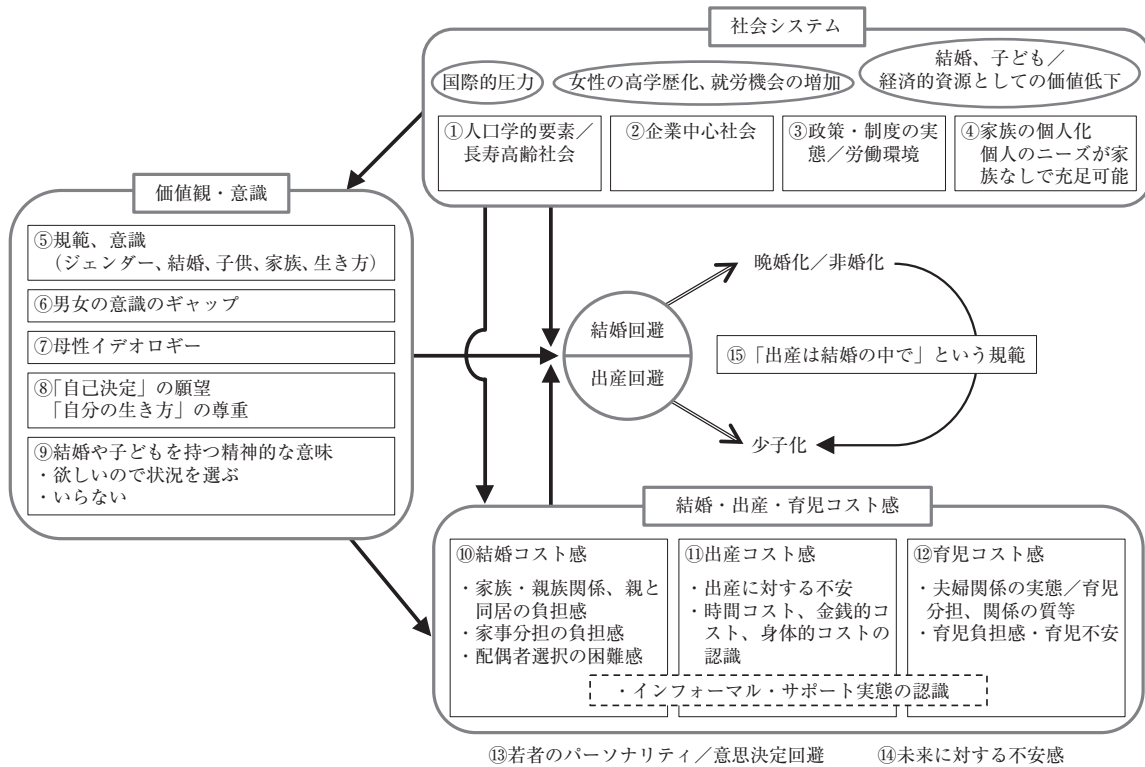 社会システム
国際的圧力
女性の高学歴化、就労機会の増加
結婚、子ども／
経済的資源としての価値低下
①人口学的要素／
長寿高齢社会
②企業中心社会
③政策・制度の実
態／労働環境
④家族の個人化
個人のニーズが家
族なしで充足可能
価値観・意識
⑤規範、意識
（ジェンダー、結婚、子供、家族、生き方）
⑥男女の意識のギャップ
⑦母性イデオロギー
⑧「自己決定」の願望
「自分の生き方」の尊重
⑨結婚や子どもを持つ精神的な意味
・欲しいので状況を選ぶ
・いらない
結婚回避
出産回避
晩婚化／非婚化
⑮「出産は結婚の中で」という規範
少子化
結婚・出産・育児コスト感
⑩結婚コスト感
・家族・親族関係、親と
同居の負担感
・家事分担の負担感
・配偶者選択の困難感
⑪出産コスト感
・出産に対する不安
・時間コスト、金銭的コ
スト、身体的コストの
認識
⑫育児コスト感
・夫婦関係の実態／育児
分担、関係の質等
・育児負担感・育児不安
・インフォーマル・サポート実態の認識
⑬若者のパーソナリティ／意思決定回避
⑭未来に対する不安感